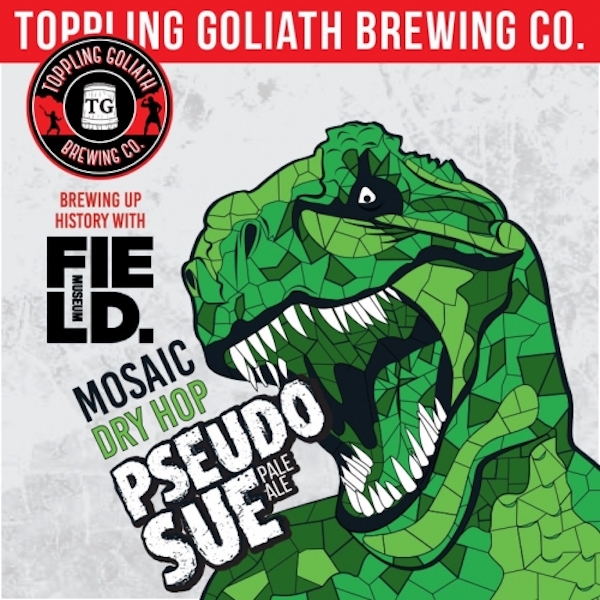 TOPPLING GOLIATH BREWING CO.
TOPPLING GOLIATH
TG
BREWING CO.
BREWING UP
HISTORY WITH
FIE
MUSEUM
LD.
MOSAIC
DRY HOP
PSEUDO
SUE
PALE
ALE